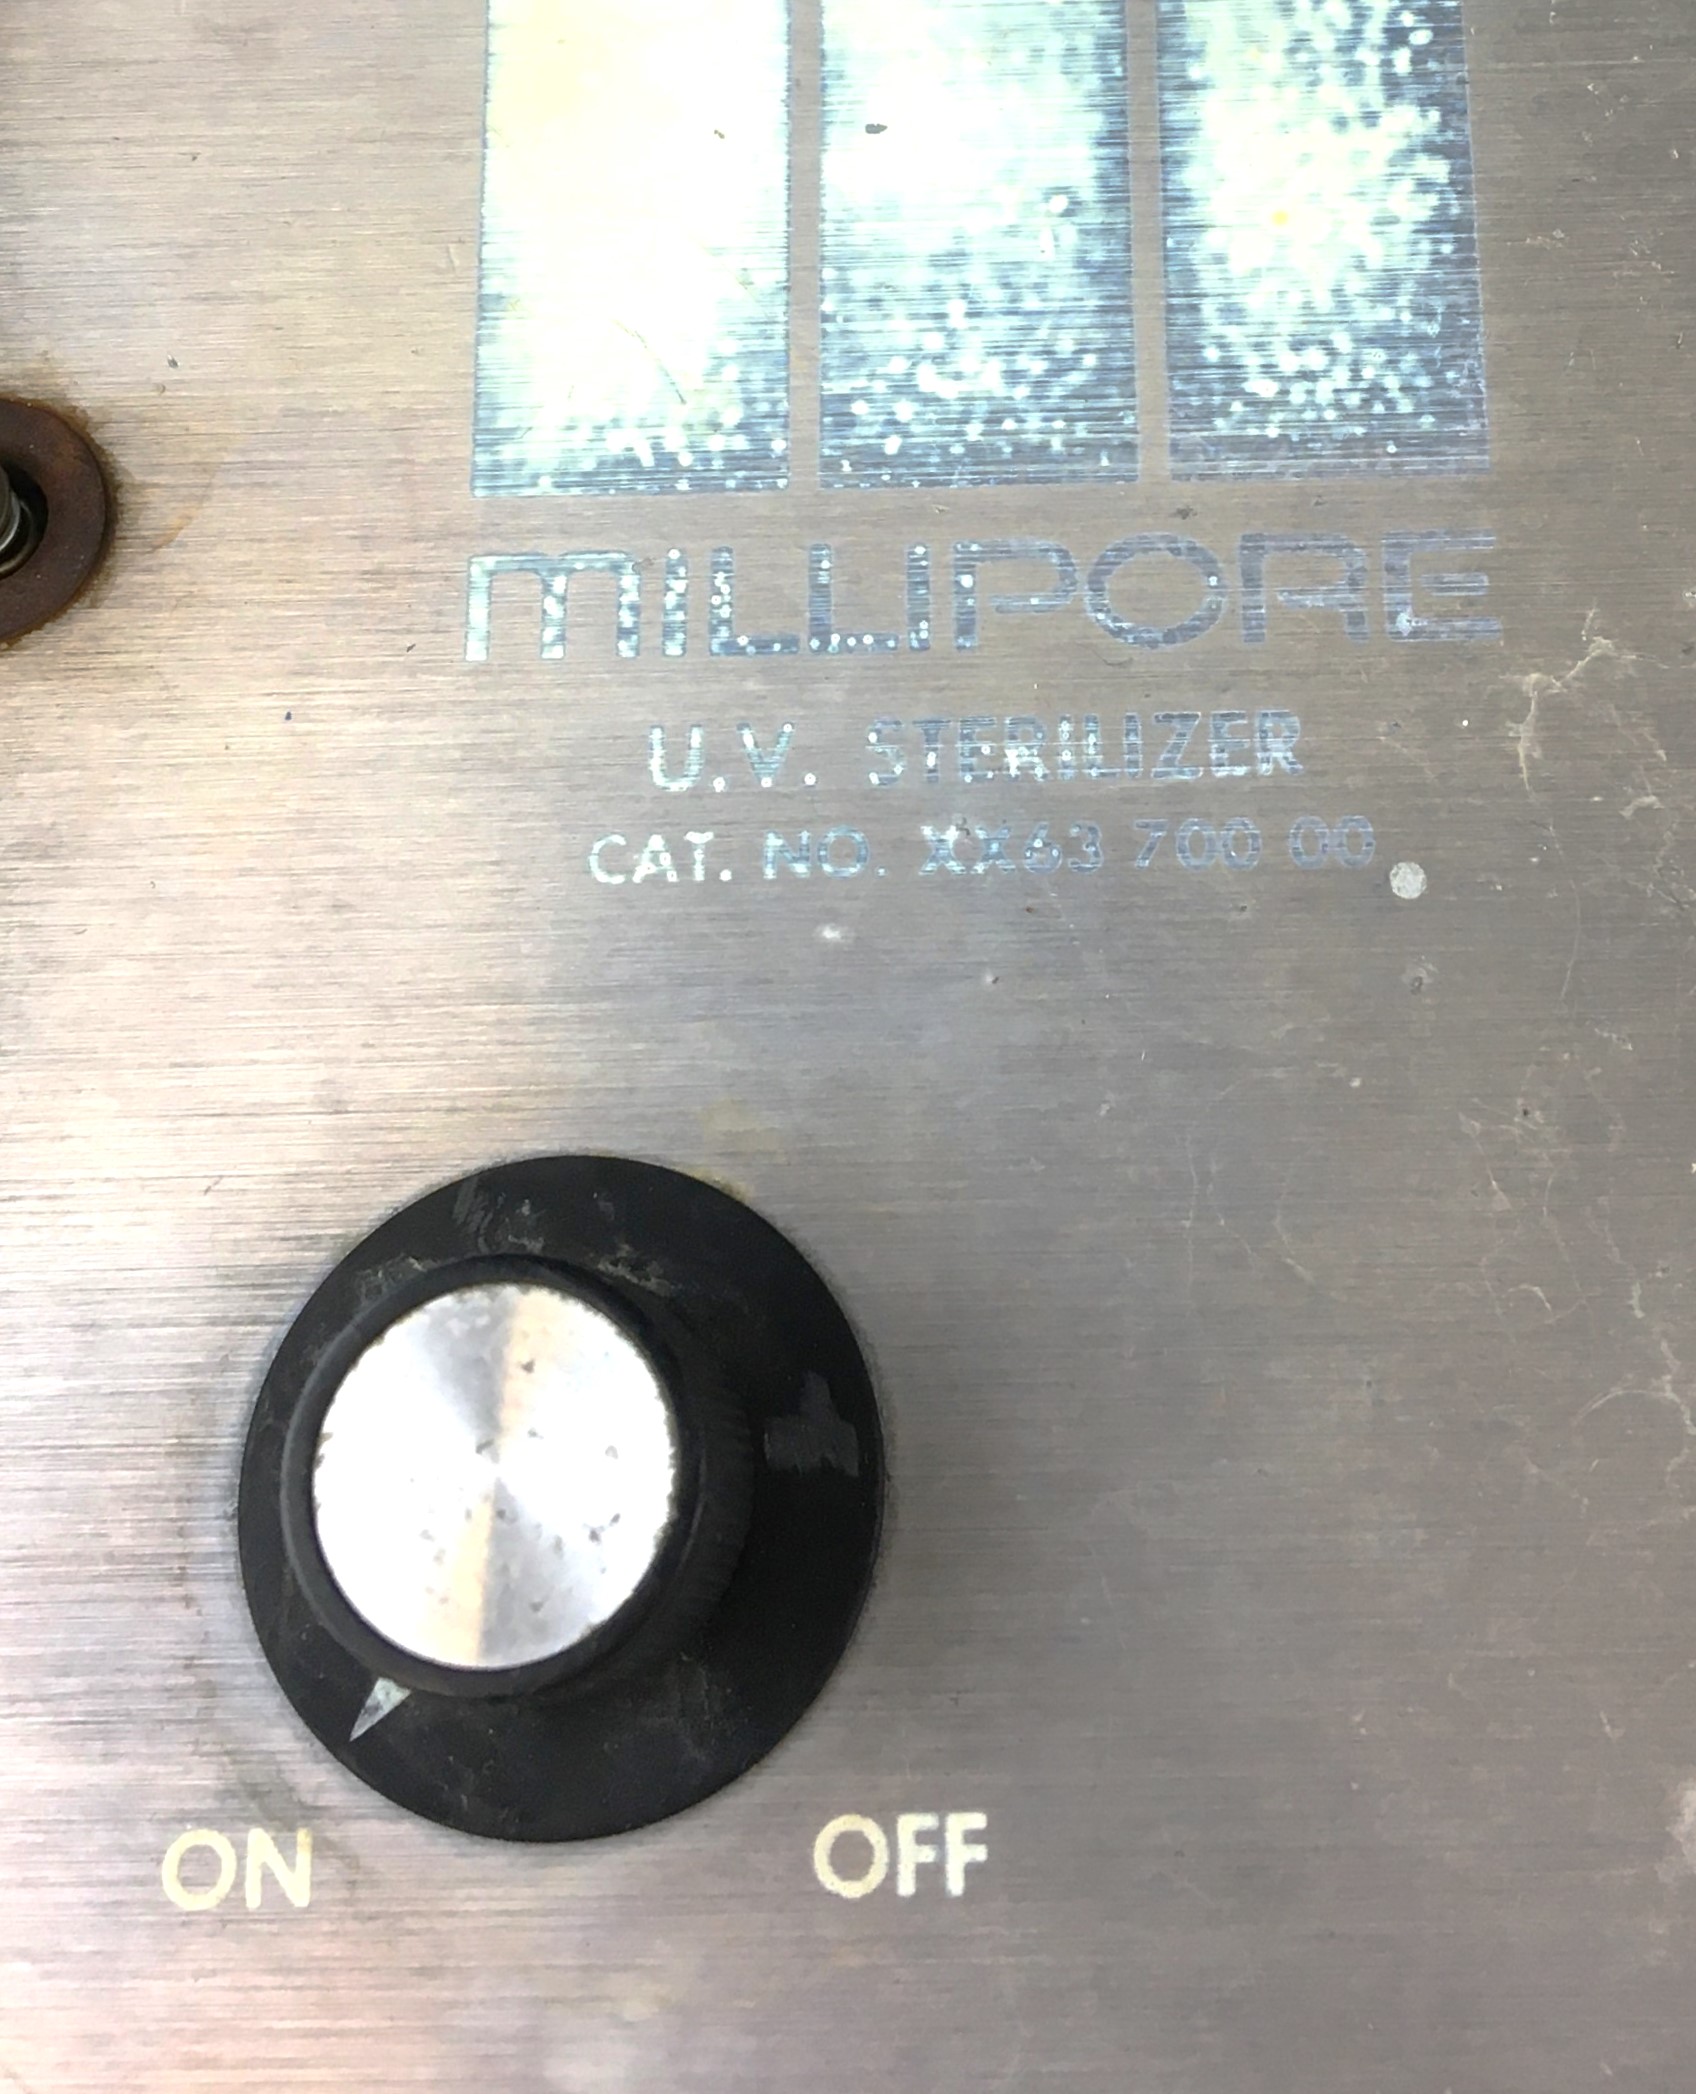 MILLIPORE
U.V. STERILIZER
CAT. NO. XX63 700 00
ON OFF